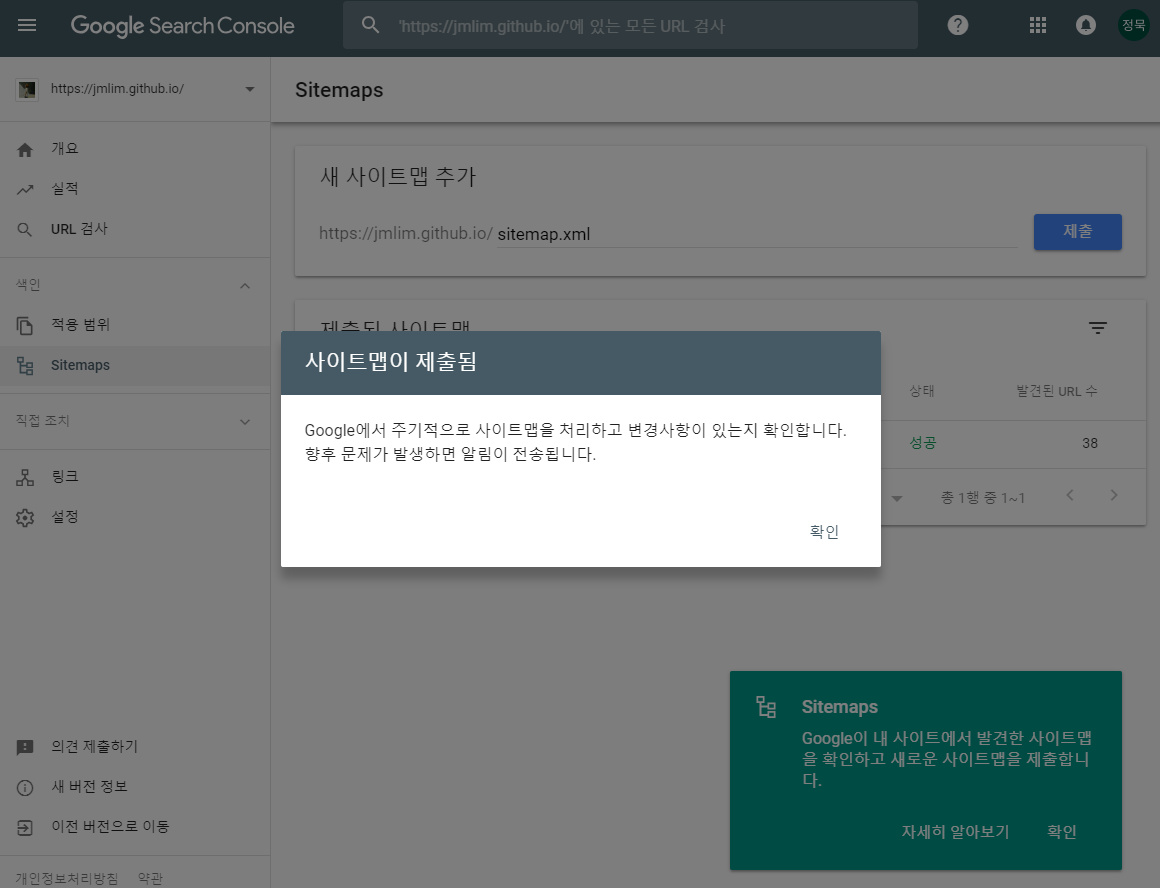 Google Search Console
'https://jmlim.github.io/'에 있는 모든 URL 검사
정묵
https://jmlim.github.io/
Sitemaps
개요
실적
URL 검사
색인
적용 범위
Sitemaps
직접 조치
링크
설정
의견 제출하기
새 버전 정보
이전 버전으로 이동
개인정보처리방침 약관
새 사이트맵 추가
https://jmlim.github.io/ sitemap.xml
제출
제출된 사이트맵
상태 발견된 URL 수
성공 38
총 1행 중 1~1
사이트맵이 제출됨
Google에서 주기적으로 사이트맵을 처리하고 변경사항이 있는지 확인합니다.
향후 문제가 발생하면 알림이 전송됩니다.
확인
Sitemaps
Google이 내 사이트에서 발견한 사이트맵
을 확인하고 새로운 사이트맵을 제출합니
다.
자세히 알아보기 확인